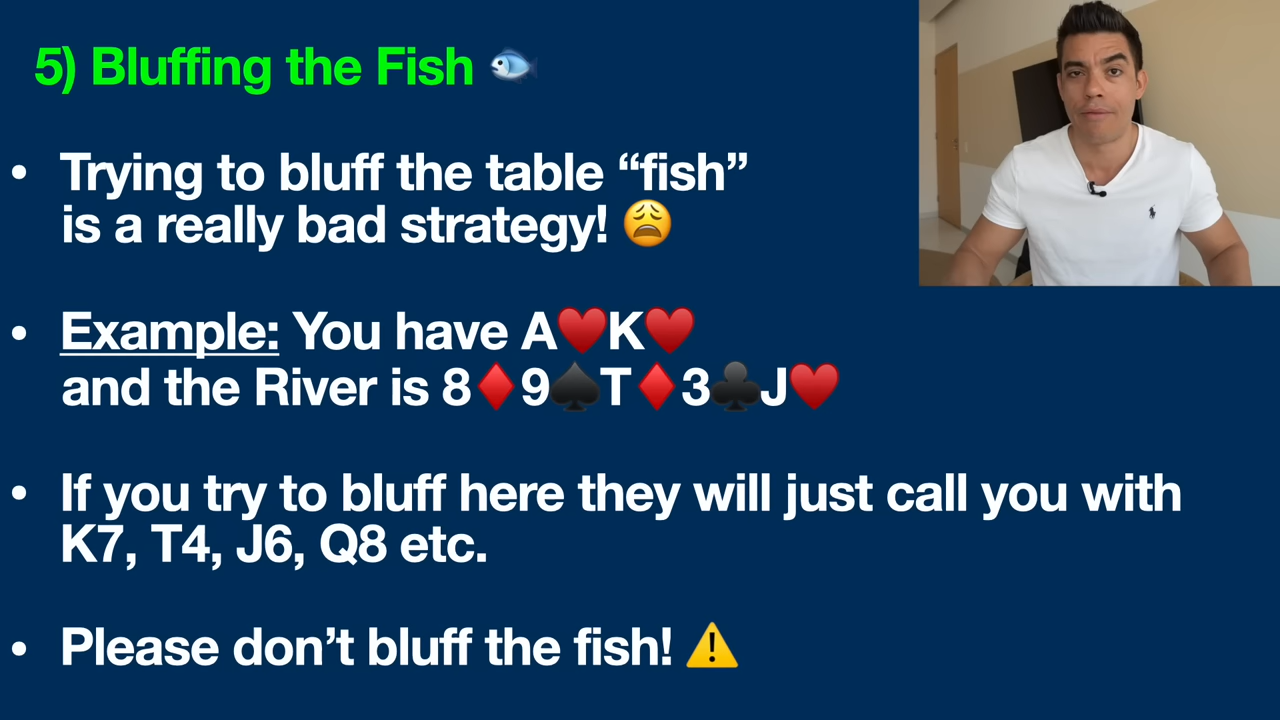 5) Bluffing the Fish 🐟
• Trying to bluff the table “fish”
is a really bad strategy! 😩
• Example: You have A♥️K♥️
and the River is 8♦️9♠️T♦️3♣️J♥️
• If you try to bluff here they will just call you with
K7, T4, J6, Q8 etc.
• Please don’t bluff the fish! ⚠️